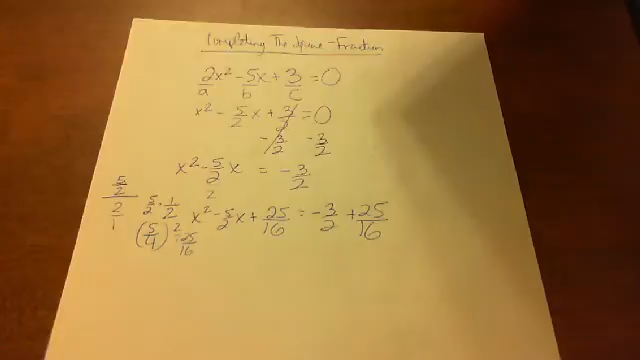 Completing The Square - Fractions
2x² - 5x + 3 = 0
a b c
x² - 5/2 x + 3/2 = 0
- 3/2 - 3/2
x² - 5/2 x = - 3/2
2
5/2
2/1
5/2 · 1/2
(5/4)² = 25/16
x² - 5/2 x + 25/16 = - 3/2 + 25/16